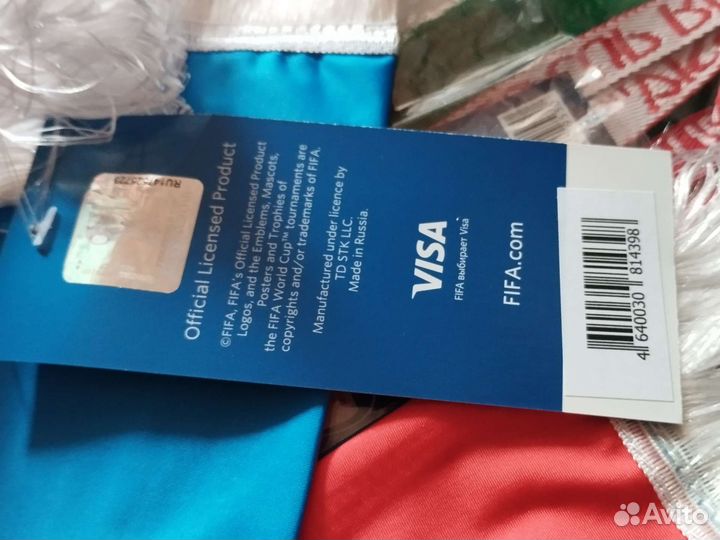 RU147525723
Official Licensed Product
©FIFA, FIFA's Official Licensed Product
Logos, and the Emblems, Mascots,
Posters and Trophies of
the FIFA World Cup™ tournaments are
copyrights and/or trademarks of FIFA.
Manufactured under licence by
TD STK LLC.
Made in Russia.
VISA
FIFA выбирает Visa
FIFA.com
4 640030 814398
Avito